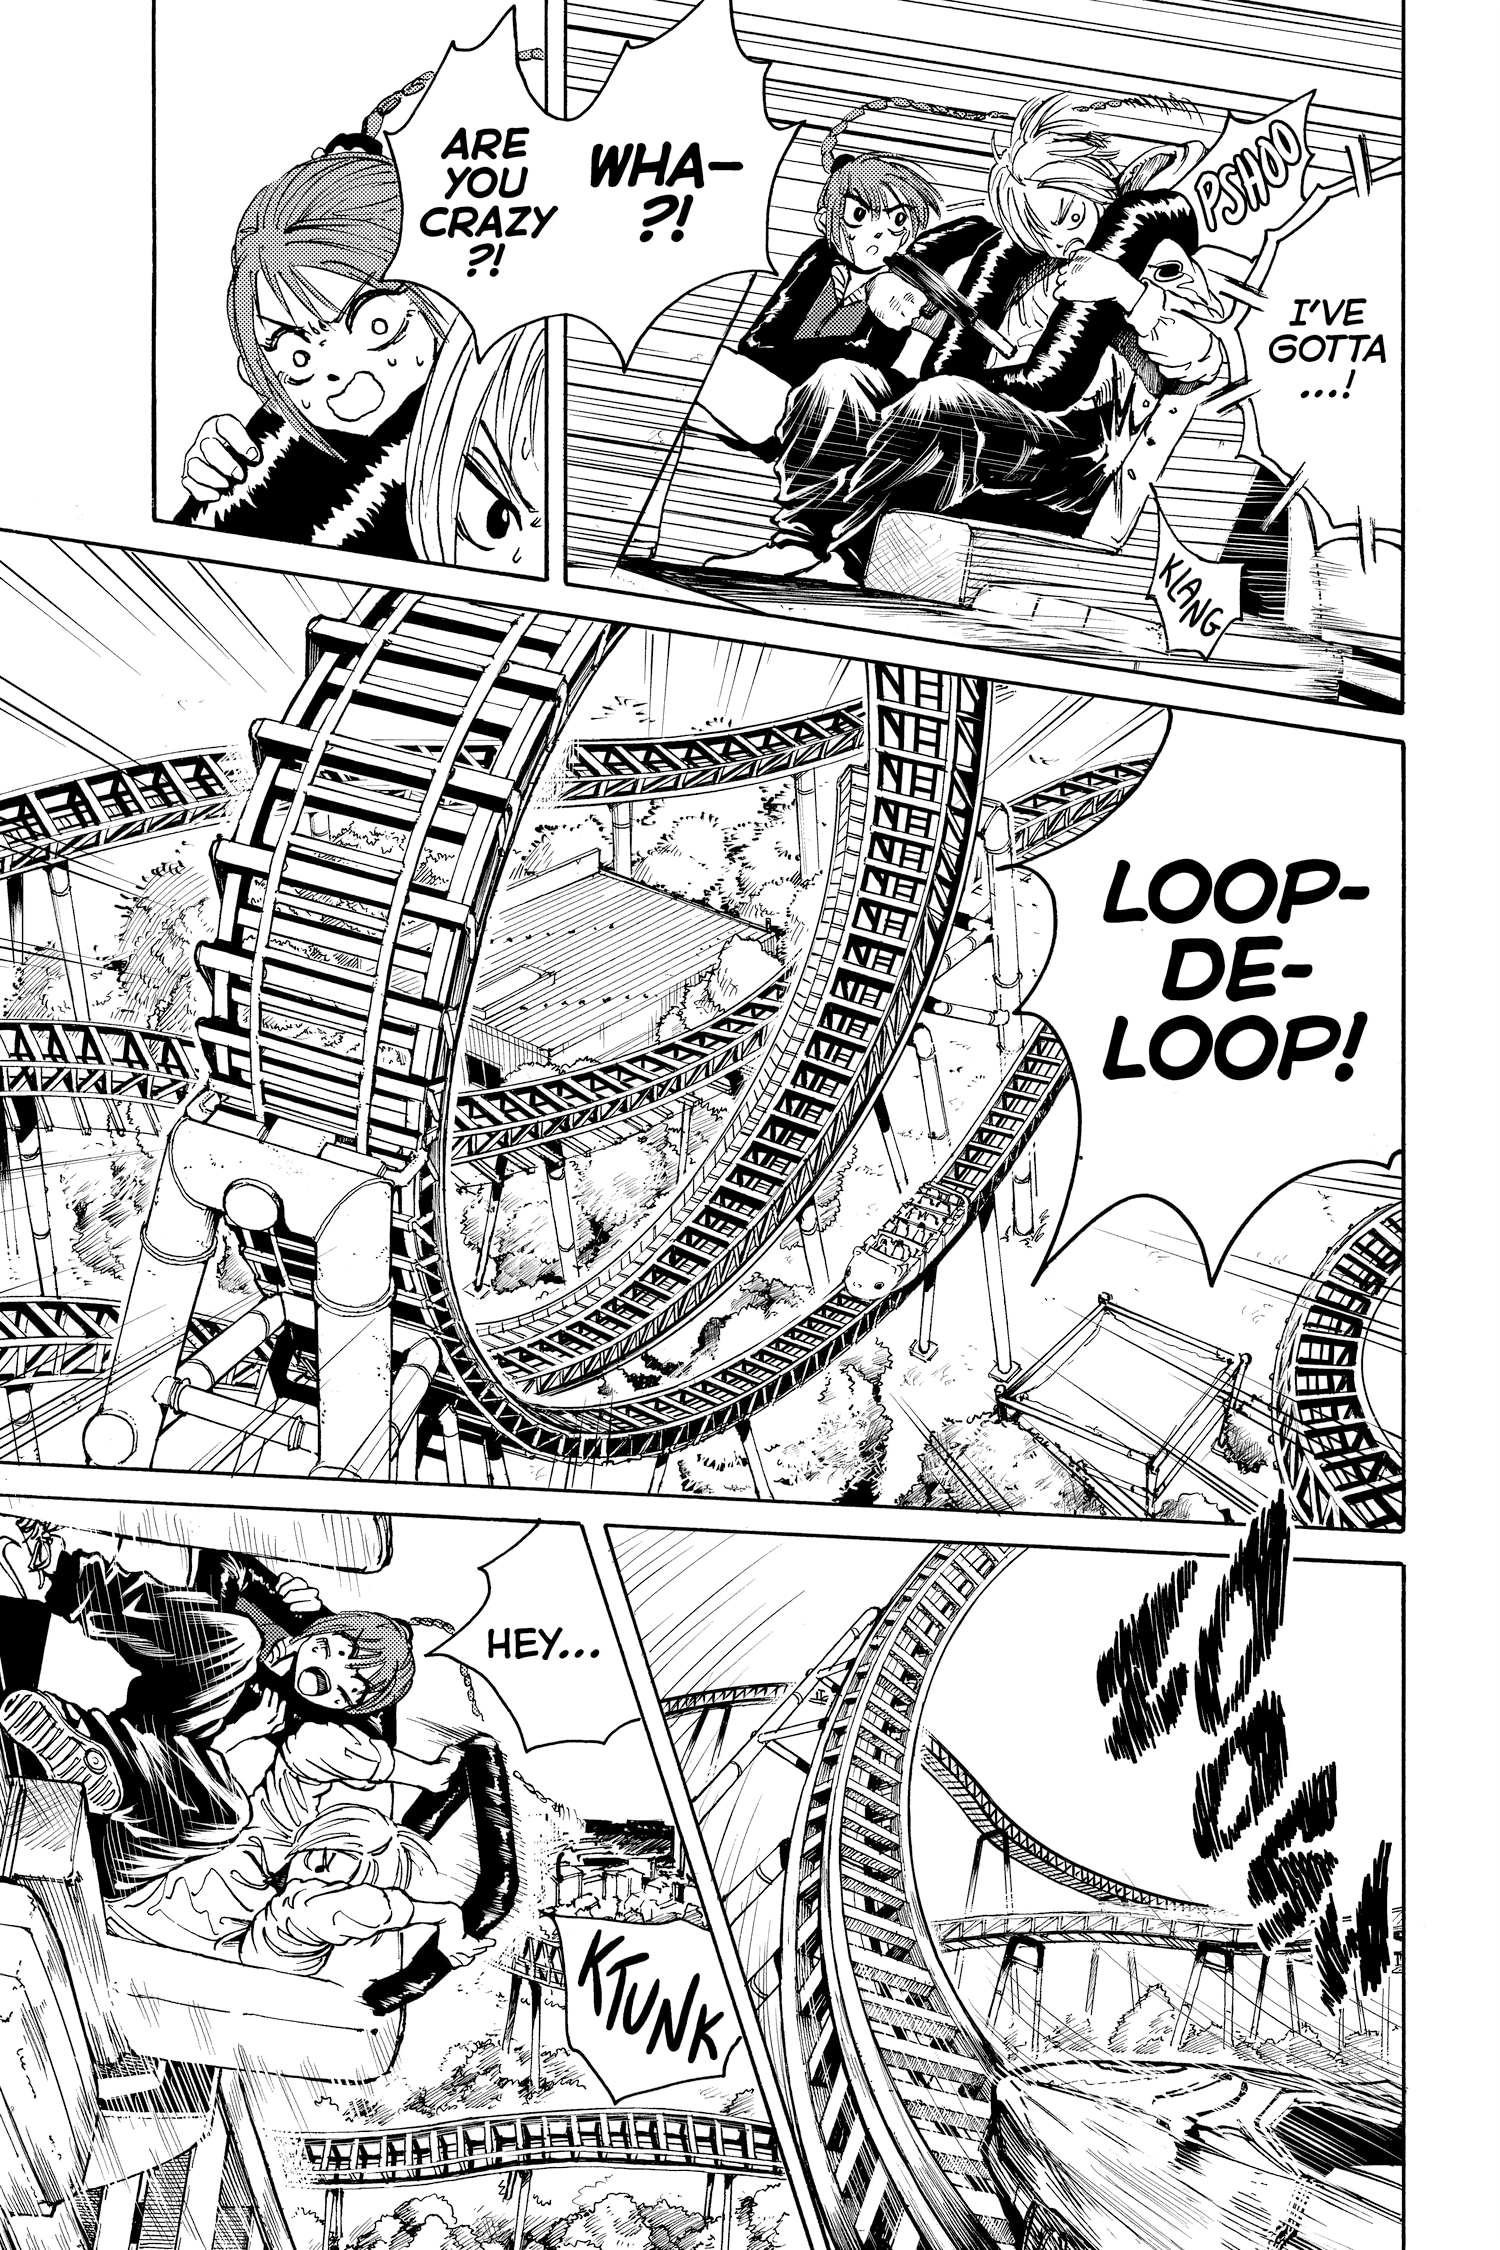 PSHOO
I'VE
GOTTA
...!
KLANG
WHA-
?!
ARE
YOU
CRAZY
?!
LOOP-
DE-
LOOP!
HEY...
KTUNK